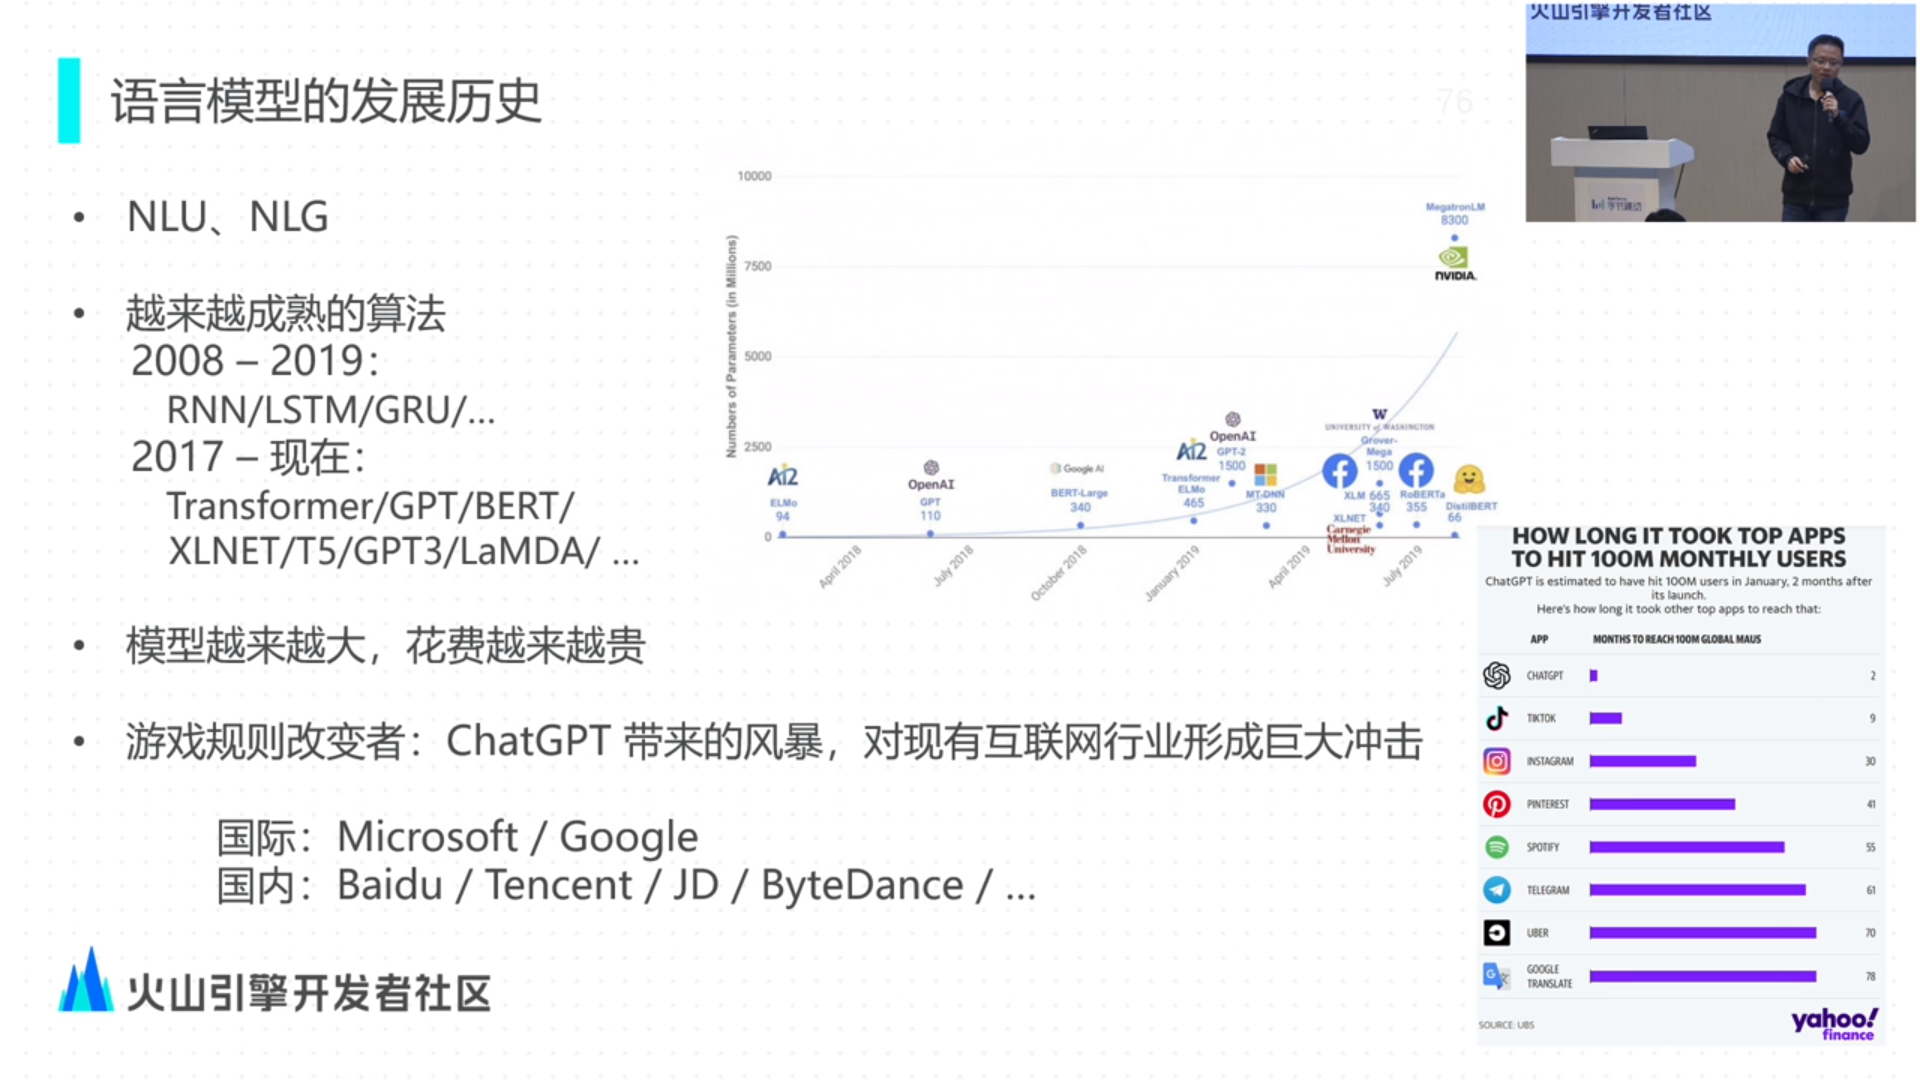 火山引擎开发者社区
语言模型的发展历史
76
• NLU、NLG
• 越来越成熟的算法
2008 – 2019：
RNN/LSTM/GRU/...
2017 – 现在：
Transformer/GPT/BERT/
XLNET/T5/GPT3/LaMDA/ ...
• 模型越来越大，花费越来越贵
• 游戏规则改变者：ChatGPT 带来的风暴，对现有互联网行业形成巨大冲击
国际：Microsoft / Google
国内：Baidu / Tencent / JD / ByteDance / ...
火山引擎开发者社区
Numbers of Parameters (in Millions)
10000
7500
5000
2500
0
AI2
ELMo
94
OpenAI
GPT
110
Google AI
BERT-Large
340
AI2
Transformer
ELMo
465
OpenAI
GPT-2
1500
MT-DNN
330
UNIVERSITY of WASHINGTON
Grover-
Mega
1500
XLM 665
340
XLNET
Carnegie
Mellon
University
RoBERTa
355
DistilBERT
66
MegatronLM
8300
NVIDIA.
April 2018
July 2018
October 2018
January 2019
April 2019
July 2019
HOW LONG IT TOOK TOP APPS
TO HIT 100M MONTHLY USERS
ChatGPT is estimated to have hit 100M users in January, 2 months after
its launch.
Here's how long it took other top apps to reach that:
APP MONTHS TO REACH 100M GLOBAL MAUS
CHATGPT 2
TIKTOK 9
INSTAGRAM 30
PINTEREST 41
SPOTIFY 55
TELEGRAM 61
UBER 70
GOOGLE
TRANSLATE 78
SOURCE: UBS
yahoo!
finance